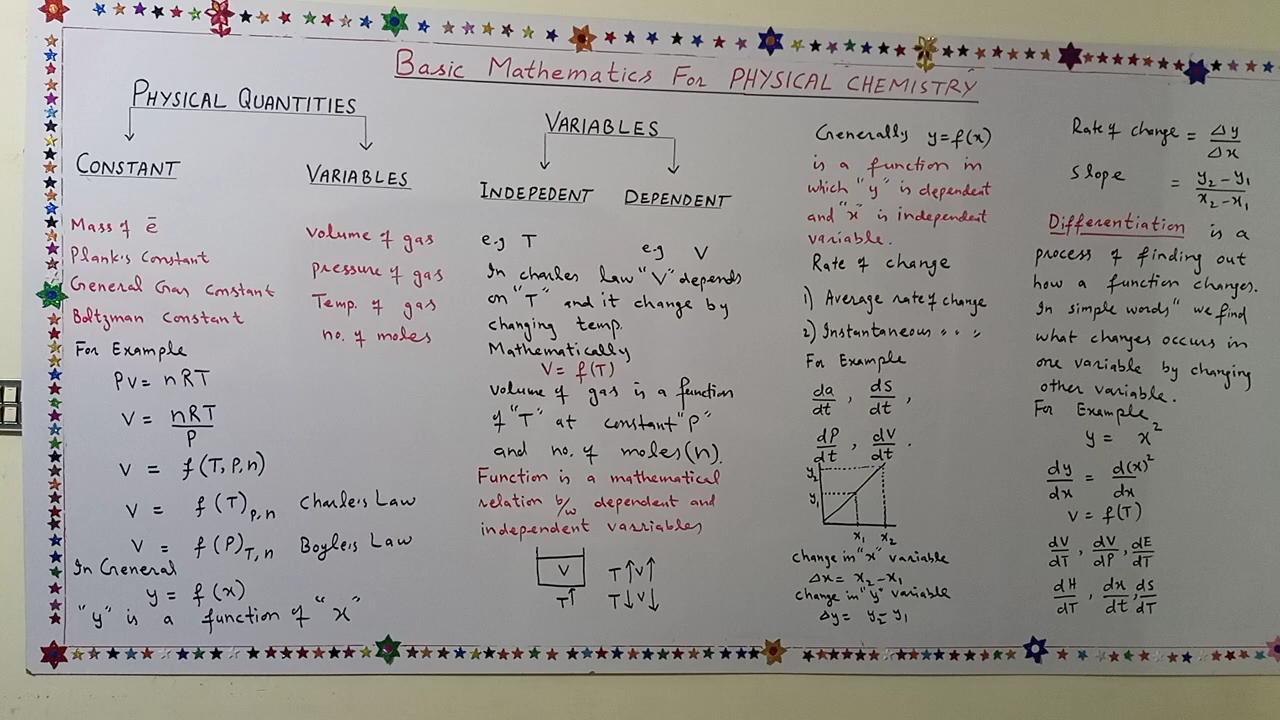 Basic Mathematics For PHYSICAL CHEMISTRY
PHYSICAL QUANTITIES
CONSTANT
Mass of ē
Plank's Constant
General Gas Constant
Boltzman Constant
VARIABLES
volume of gas
pressure of gas
Temp. of gas
no. of moles
For Example
PV = nRT
V = nRT/P
V = f(T,P,n)
V = f(T)P,n Charle's Law
V = f(P)T,n Boyle's Law
In General
y = f(x)
"y" is a function of "x"
VARIABLES
INDEPEDENT
DEPENDENT
e.g T
e.g V
In charles law "V" depends
on "T" and it change by
changing temp.
Mathematically
V = f(T)
volume of gas is a function
of "T" at constant "P"
and no. of moles(n).
Function is a mathematical
relation b/w dependent and
independent varsiables
V
T↑
T↑V↑
T↓V↓
Generally y=f(x)
is a function in
which "y" is dependent
and "x" is independent
variable.
Rate of change
1) Average rate of change
2) Instantaneous " " "
For Example
da/dt , ds/dt ,
dP/dt , dV/dt .
y2
y1
x1 x2
change in "x" variable
Δx = x2-x1
change in "y" variable
Δy = y2-y1
Rate of change = Δy/Δx
Slope = y2-y1/x2-x1
Differentiation is a
process of finding out
how a function changes.
In simple words "we find
what changes occurs in
one variable by changing
other variable.
For Example
y = x²
dy/dx = d(x)²/dx
V = f(T)
dV/dT , dV/dP , dE/dT
dH/dT , dx/dt , ds/dT